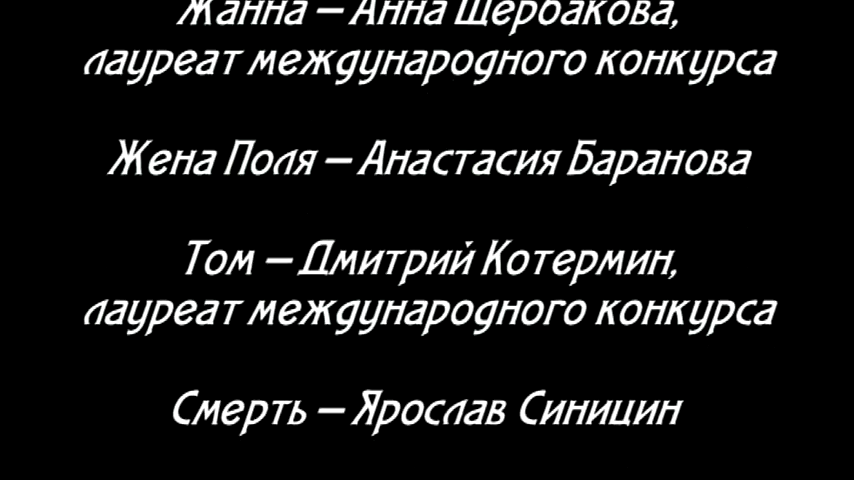 Жанна – Анна Щербакова,
лауреат международного конкурса
Жена Поля – Анастасия Баранова
Том – Дмитрий Котермин,
лауреат международного конкурса
Смерть – Ярослав Синицин